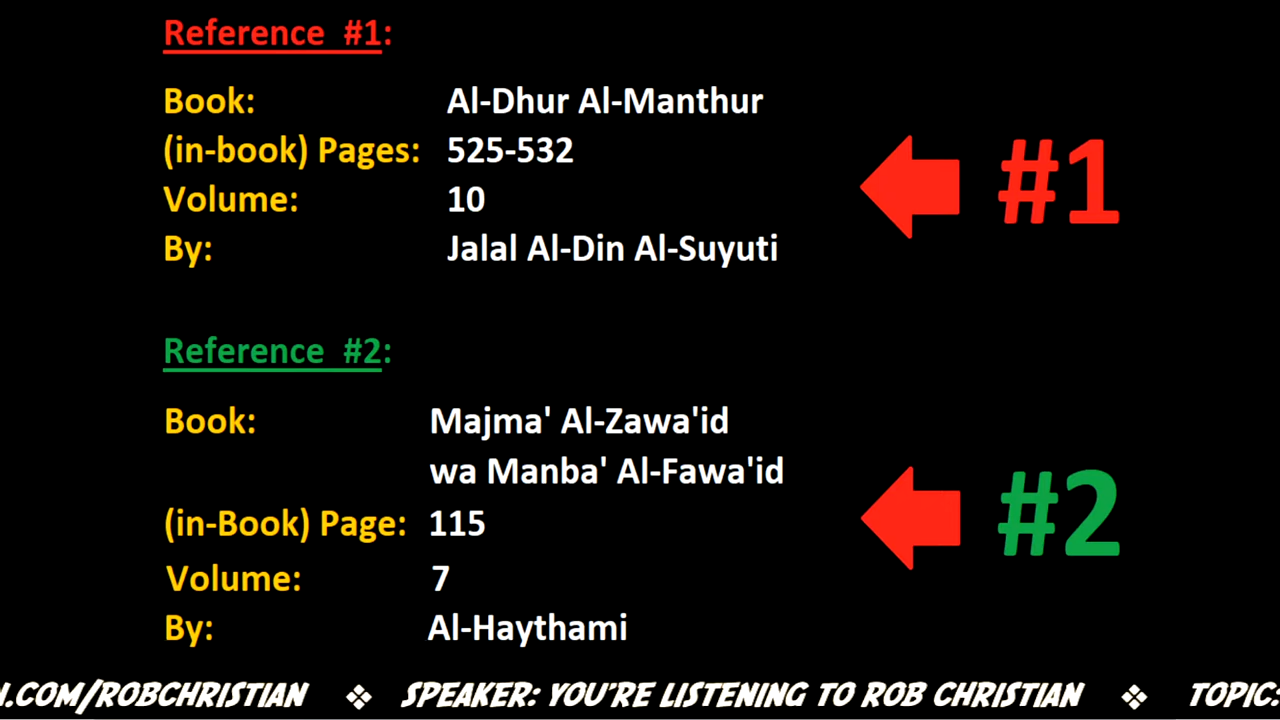 Reference #1:
Book: Al-Dhur Al-Manthur
(in-book) Pages: 525-532
Volume: 10
By: Jalal Al-Din Al-Suyuti
#1
Reference #2:
Book: Majma' Al-Zawa'id
wa Manba' Al-Fawa'id
(in-Book) Page: 115
Volume: 7
By: Al-Haythami
#2
N.COM/ROBCHRISTIAN ❖ SPEAKER: YOU'RE LISTENING TO ROB CHRISTIAN ❖ TOPIC: